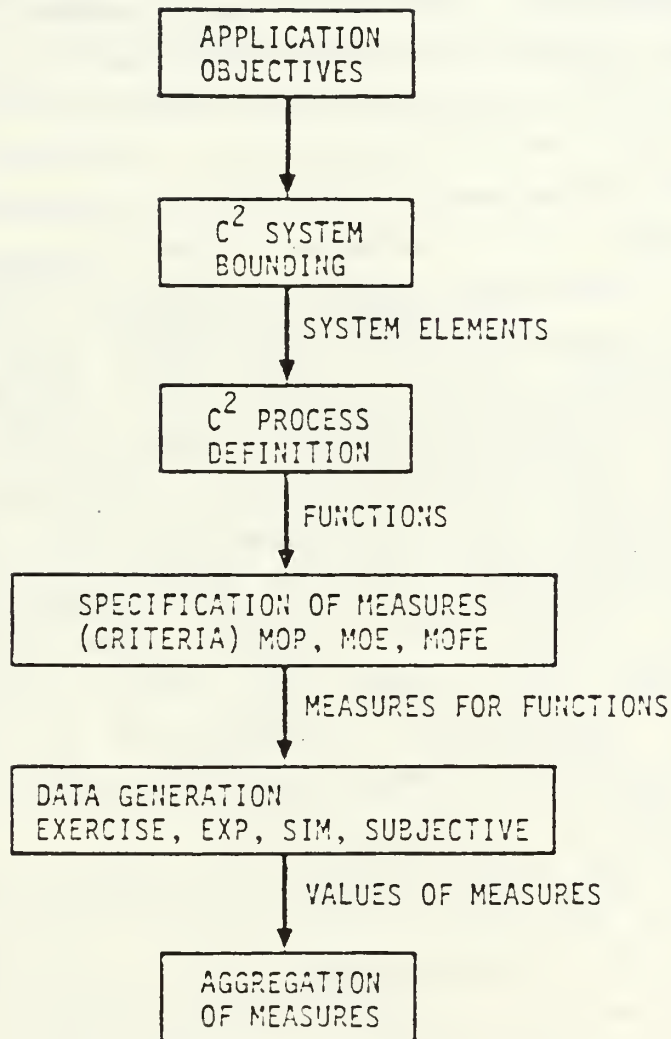 APPLICATION
OBJECTIVES
C² SYSTEM
BOUNDING
SYSTEM ELEMENTS
C² PROCESS
DEFINITION
FUNCTIONS
SPECIFICATION OF MEASURES
(CRITERIA) MOP, MOE, MOFE
MEASURES FOR FUNCTIONS
DATA GENERATION
EXERCISE, EXP, SIM, SUBJECTIVE
VALUES OF MEASURES
AGGREGATION
OF MEASURES